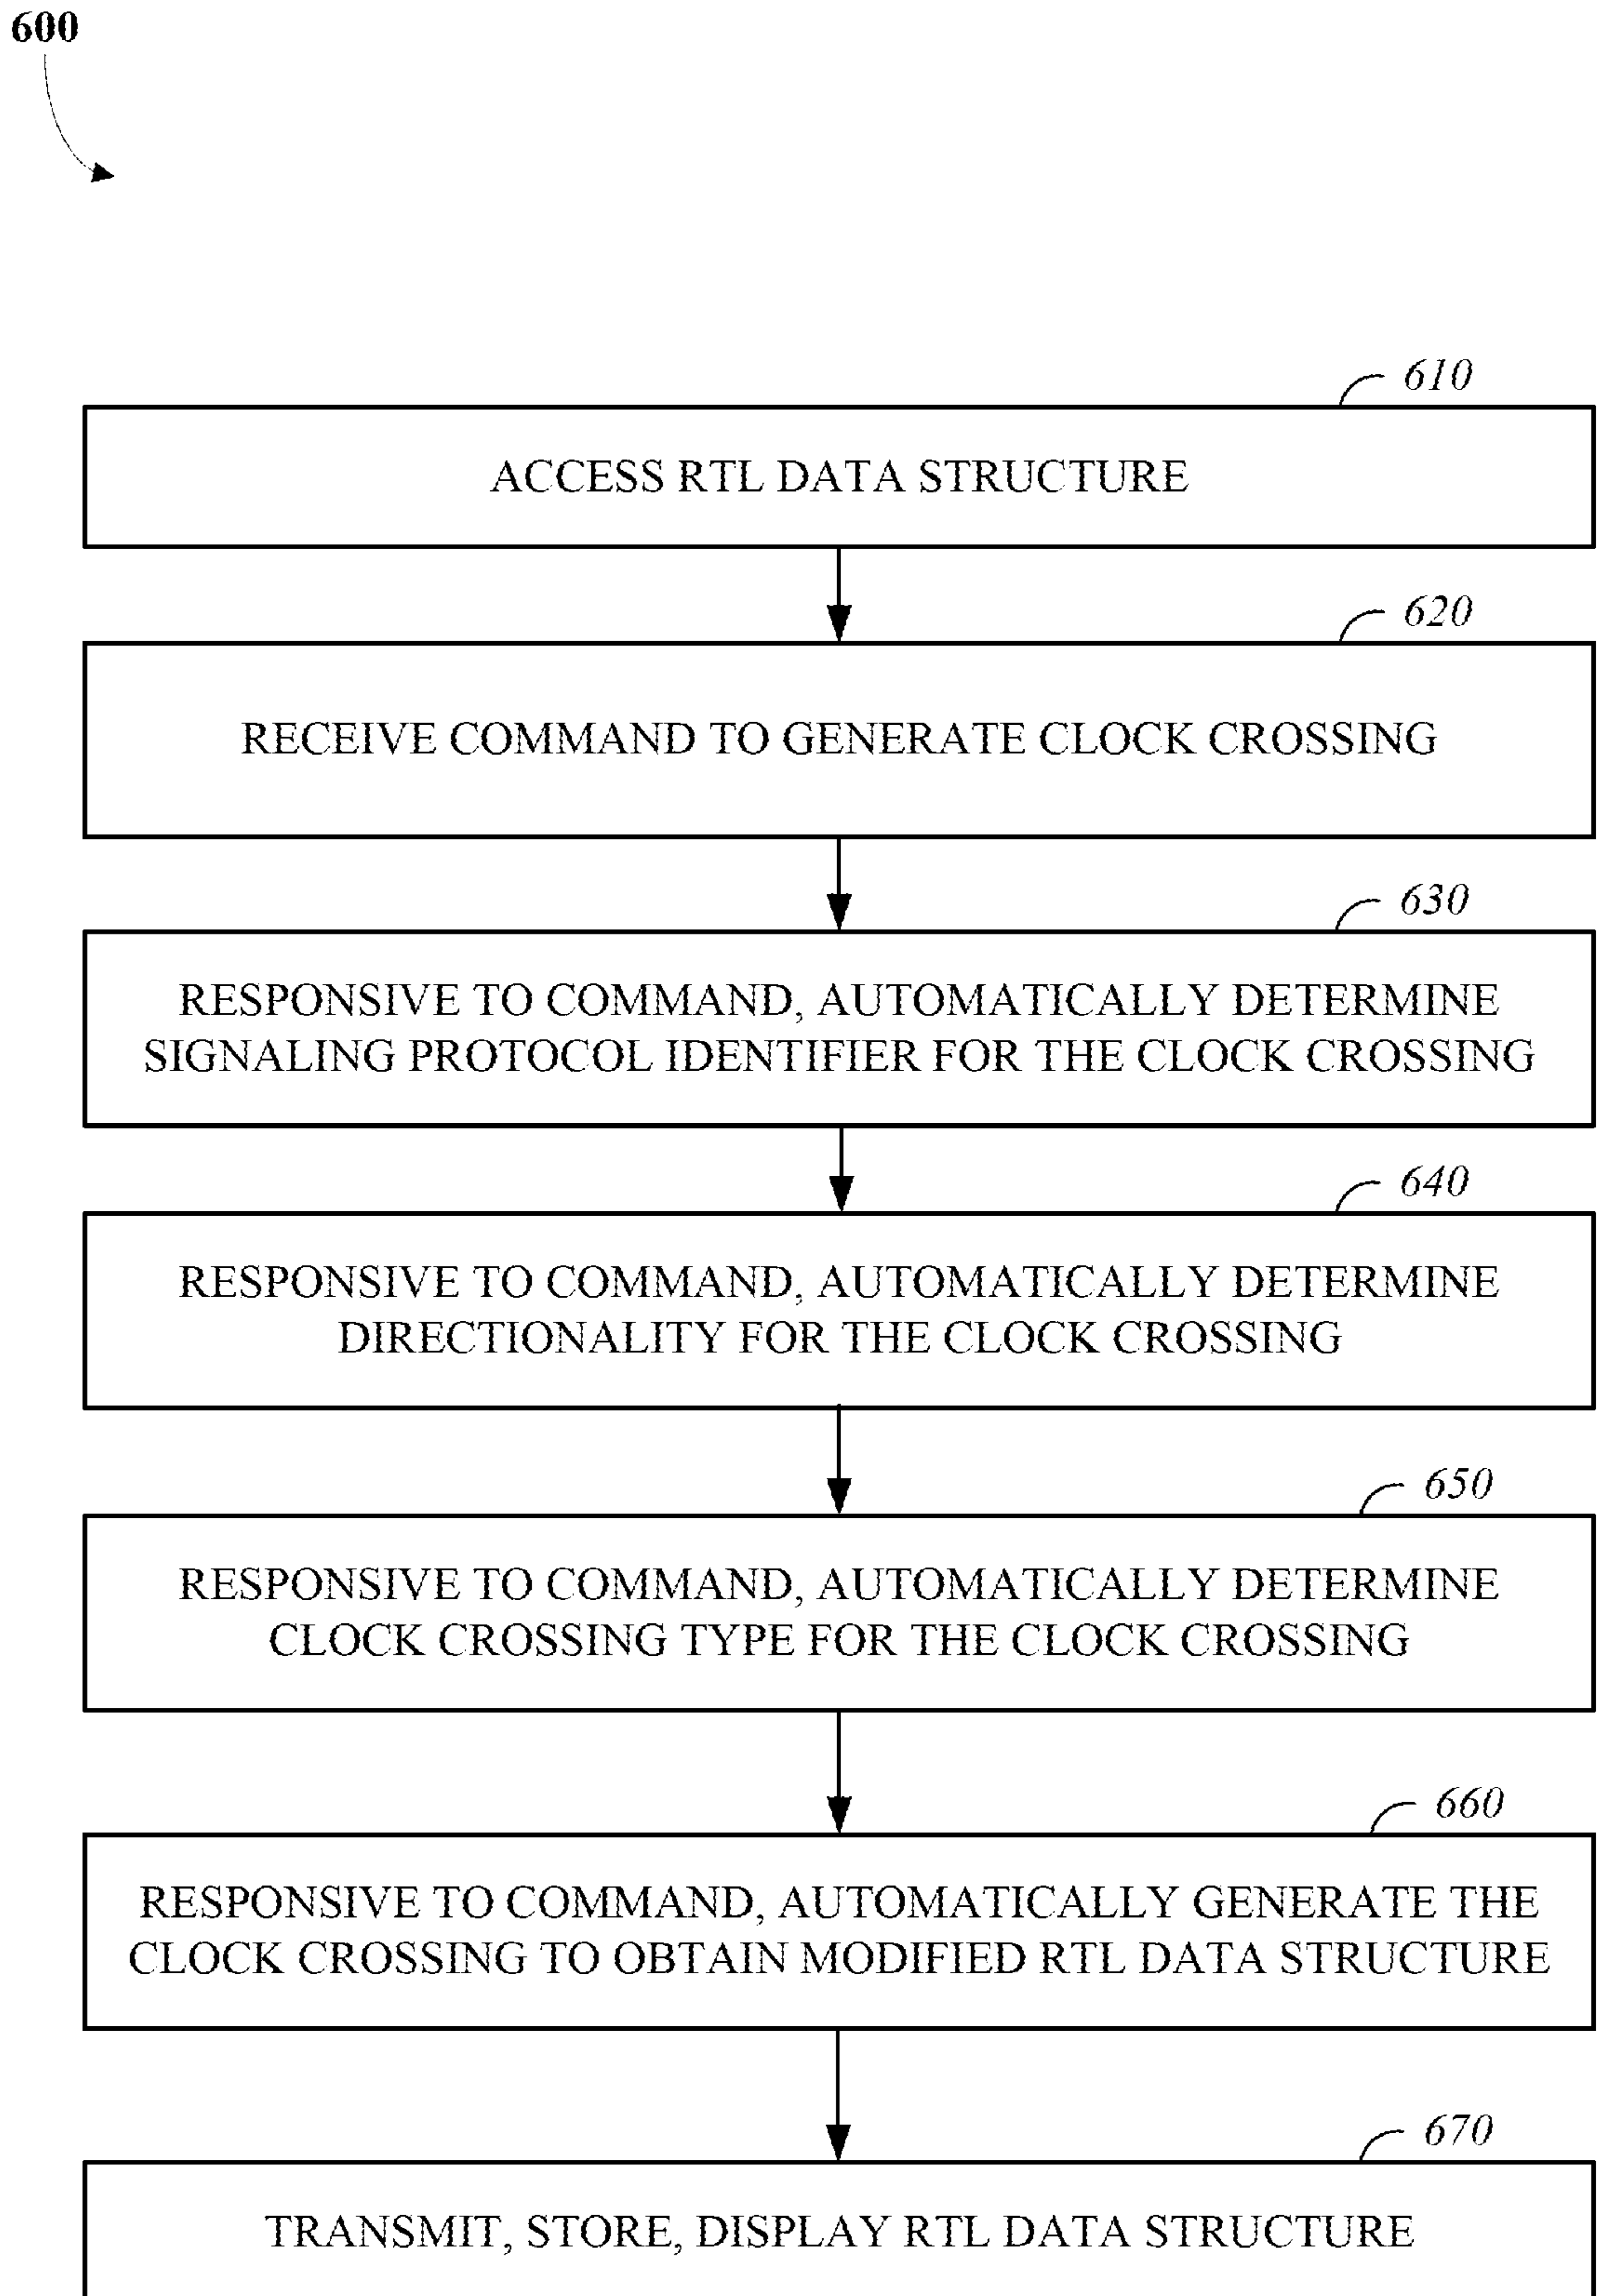 600
610
ACCESS RTL DATA STRUCTURE
620
RECEIVE COMMAND TO GENERATE CLOCK CROSSING
630
RESPONSIVE TO COMMAND, AUTOMATICALLY DETERMINE
SIGNALING PROTOCOL IDENTIFIER FOR THE CLOCK CROSSING
640
RESPONSIVE TO COMMAND, AUTOMATICALLY DETERMINE
DIRECTIONALITY FOR THE CLOCK CROSSING
650
RESPONSIVE TO COMMAND, AUTOMATICALLY DETERMINE
CLOCK CROSSING TYPE FOR THE CLOCK CROSSING
660
RESPONSIVE TO COMMAND, AUTOMATICALLY GENERATE THE
CLOCK CROSSING TO OBTAIN MODIFIED RTL DATA STRUCTURE
670
TRANSMIT, STORE, DISPLAY RTL DATA STRUCTURE